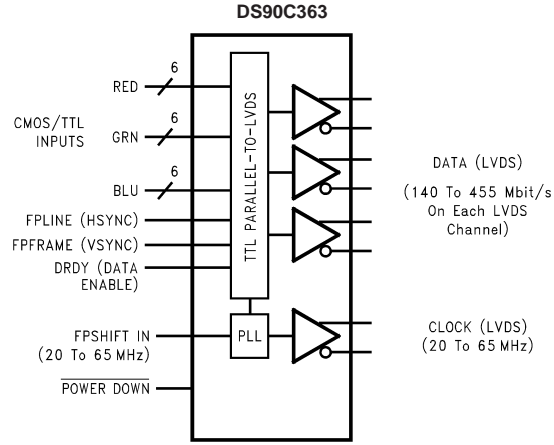 DS90C363
6
RED
CMOS/TTL
INPUTS
6
GRN
6
BLU
FPLINE (HSYNC)
FPFRAME (VSYNC)
DRDY (DATA
ENABLE)
FPSHIFT IN
(20 To 65 MHz)
POWER DOWN
TTL PARALLEL-TO-LVDS
PLL
DATA (LVDS)
(140 To 455 Mbit/s
On Each LVDS
Channel)
CLOCK (LVDS)
(20 To 65 MHz)